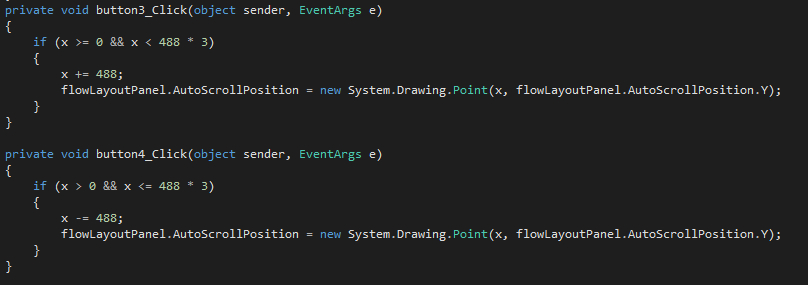 private void button3_Click(object sender, EventArgs e)
{
    if (x >= 0 && x < 488 * 3)
    {
        x += 488;
        flowLayoutPanel.AutoScrollPosition = new System.Drawing.Point(x, flowLayoutPanel.AutoScrollPosition.Y);
    }
}

private void button4_Click(object sender, EventArgs e)
{
    if (x > 0 && x <= 488 * 3)
    {
        x -= 488;
        flowLayoutPanel.AutoScrollPosition = new System.Drawing.Point(x, flowLayoutPanel.AutoScrollPosition.Y);
    }
}